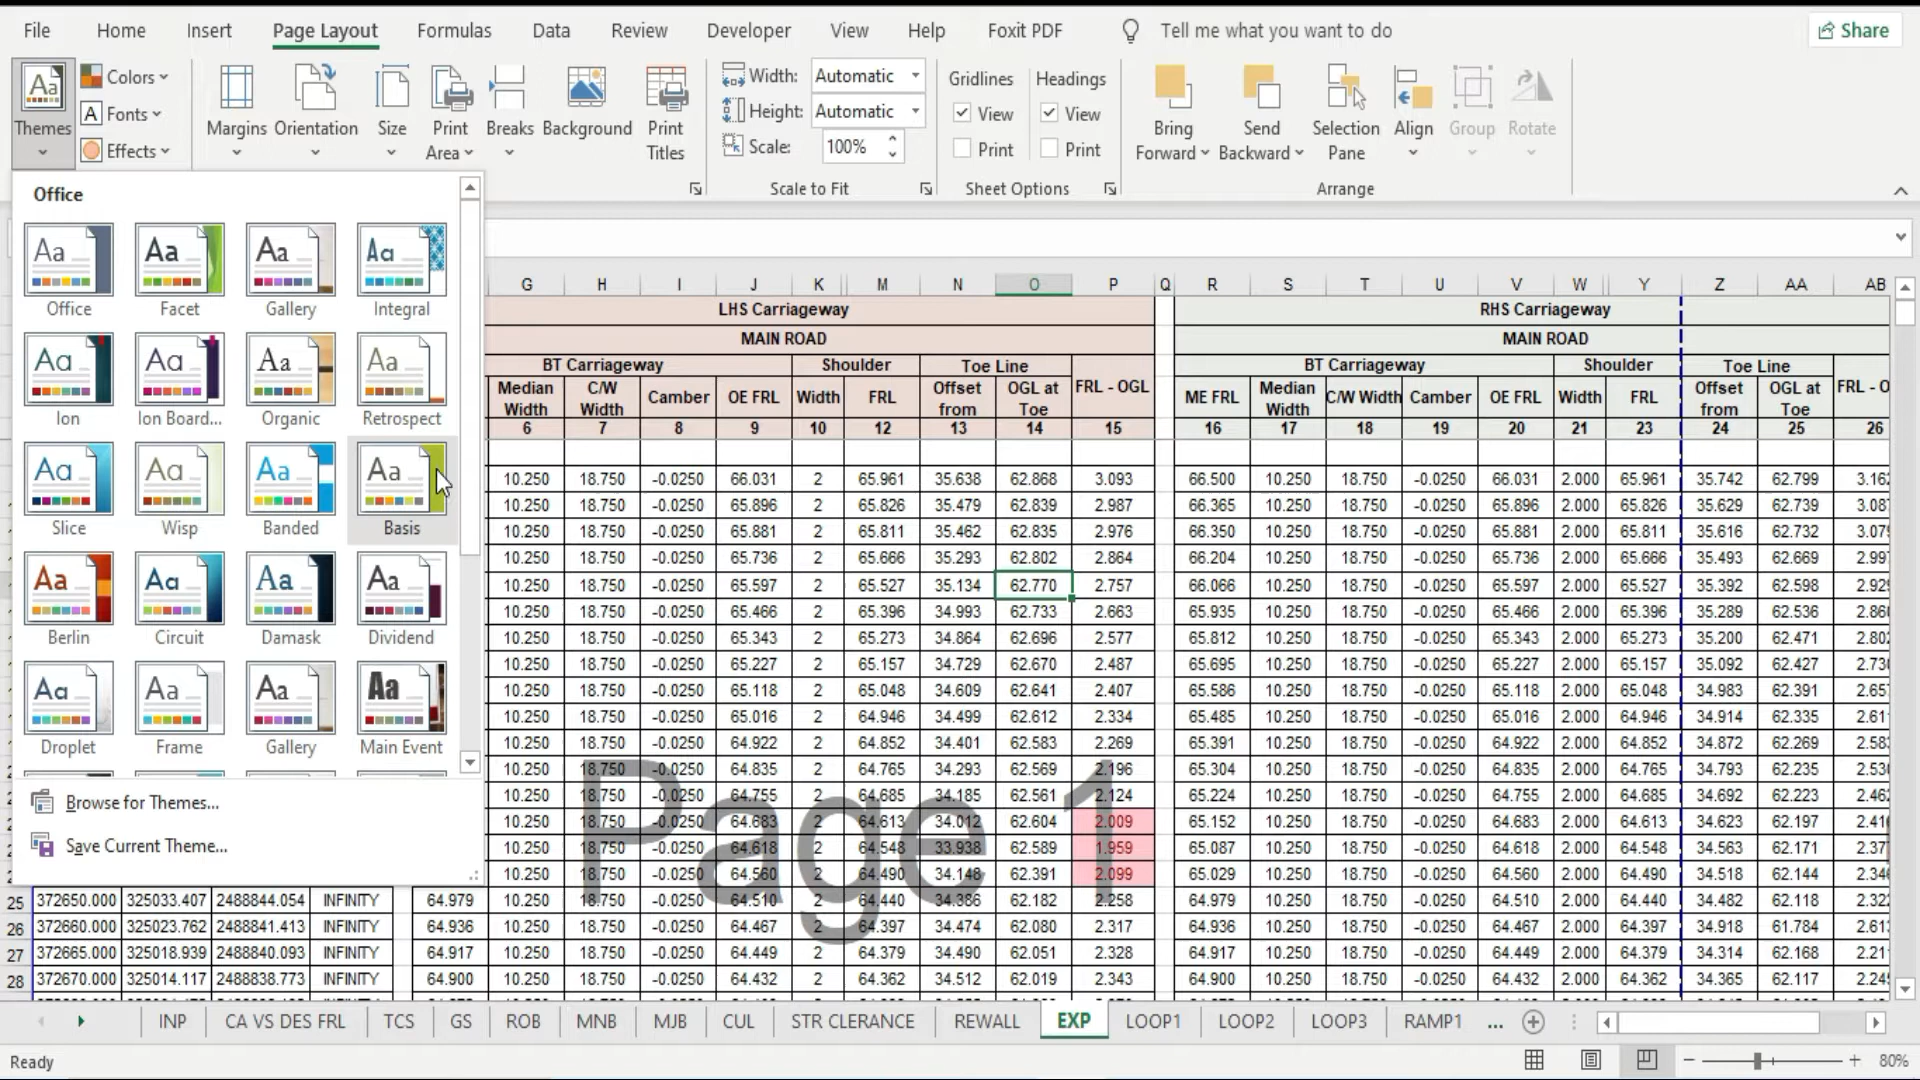 File Home Insert Page Layout Formulas Data Review Developer View Help Foxit PDF Tell me what you want to do Share
Themes Colors Fonts Effects
Margins Orientation Size Print Area Breaks Background Print Titles
Width: Automatic
Height: Automatic
Scale: 100%
Gridlines Headings
View View
Print Print
Bring Forward Send Backward Selection Pane Align Group Rotate
Scale to Fit Sheet Options Arrange
Office
Office Facet Gallery Integral
Ion Ion Board... Organic Retrospect
Slice Wisp Banded Basis
Berlin Circuit Damask Dividend
Droplet Frame Gallery Main Event
Browse for Themes...
Save Current Theme...
G H I J K M N O P Q R S T U V W Y Z AA AB
LHS Carriageway RHS Carriageway
MAIN ROAD MAIN ROAD
BT Carriageway Shoulder Toe Line BT Carriageway Shoulder Toe Line
Median Width C/W Width Camber OE FRL Width FRL Offset from OGL at Toe FRL - OGL ME FRL Median Width C/W Width Camber OE FRL Width FRL Offset from OGL at Toe FRL - O
6 7 8 9 10 12 13 14 15 16 17 18 19 20 21 23 24 25 26
10.250 18.750 -0.0250 66.031 2 65.961 35.638 62.868 3.093 66.500 10.250 18.750 -0.0250 66.031 2.000 65.961 35.742 62.799
10.250 18.750 -0.0250 65.896 2 65.826 35.479 62.839 2.987 66.365 10.250 18.750 -0.0250 65.896 2.000 65.826 35.629 62.739
10.250 18.750 -0.0250 65.881 2 65.811 35.462 62.835 2.976 66.350 10.250 18.750 -0.0250 65.881 2.000 65.811 35.616 62.732
10.250 18.750 -0.0250 65.736 2 65.666 35.293 62.802 2.864 66.204 10.250 18.750 -0.0250 65.736 2.000 65.666 35.493 62.669
10.250 18.750 -0.0250 65.597 2 65.527 35.134 62.770 2.757 66.066 10.250 18.750 -0.0250 65.597 2.000 65.527 35.392 62.598
10.250 18.750 -0.0250 65.466 2 65.396 34.993 62.733 2.663 65.935 10.250 18.750 -0.0250 65.466 2.000 65.396 35.289 62.536
10.250 18.750 -0.0250 65.343 2 65.273 34.864 62.696 2.577 65.812 10.250 18.750 -0.0250 65.343 2.000 65.273 35.200 62.471
10.250 18.750 -0.0250 65.227 2 65.157 34.729 62.670 2.487 65.695 10.250 18.750 -0.0250 65.227 2.000 65.157 35.092 62.427
10.250 18.750 -0.0250 65.118 2 65.048 34.609 62.641 2.407 65.586 10.250 18.750 -0.0250 65.118 2.000 65.048 34.983 62.391
10.250 18.750 -0.0250 65.016 2 64.946 34.499 62.612 2.334 65.485 10.250 18.750 -0.0250 65.016 2.000 64.946 34.914 62.335
10.250 18.750 -0.0250 64.922 2 64.852 34.401 62.583 2.269 65.391 10.250 18.750 -0.0250 64.922 2.000 64.852 34.872 62.269
10.250 18.750 -0.0250 64.835 2 64.765 34.293 62.569 2.196 65.304 10.250 18.750 -0.0250 64.835 2.000 64.765 34.793 62.235
10.250 18.750 -0.0250 64.755 2 64.685 34.185 62.561 2.124 65.224 10.250 18.750 -0.0250 64.755 2.000 64.685 34.692 62.223
10.250 18.750 -0.0250 64.683 2 64.613 34.012 62.604 2.009 65.152 10.250 18.750 -0.0250 64.683 2.000 64.613 34.623 62.197
10.250 18.750 -0.0250 64.618 2 64.548 33.938 62.589 1.959 65.087 10.250 18.750 -0.0250 64.618 2.000 64.548 34.563 62.171
10.250 18.750 -0.0250 64.560 2 64.490 34.148 62.391 2.099 65.029 10.250 18.750 -0.0250 64.560 2.000 64.490 34.518 62.144
Page 1
25 372650.000 325033.407 2488844.054 INFINITY 64.979 10.250 18.750 -0.0250 64.510 2 64.440 34.386 62.182 2.258 64.979 10.250 18.750 -0.0250 64.510 2.000 64.440 34.482 62.118
26 372660.000 325023.762 2488841.413 INFINITY 64.936 10.250 18.750 -0.0250 64.467 2 64.397 34.474 62.080 2.317 64.936 10.250 18.750 -0.0250 64.467 2.000 64.397 34.918 61.784
27 372665.000 325018.939 2488840.093 INFINITY 64.917 10.250 18.750 -0.0250 64.449 2 64.379 34.490 62.051 2.328 64.917 10.250 18.750 -0.0250 64.449 2.000 64.379 34.314 62.168
28 372670.000 325014.117 2488838.773 INFINITY 64.900 10.250 18.750 -0.0250 64.432 2 64.362 34.512 62.019 2.343 64.900 10.250 18.750 -0.0250 64.432 2.000 64.362 34.365 62.117
INP CA VS DES FRL TCS GS ROB MNB MJB CUL STR CLERANCE REWALL EXP LOOP1 LOOP2 LOOP3 RAMP1 ...
Ready 80%